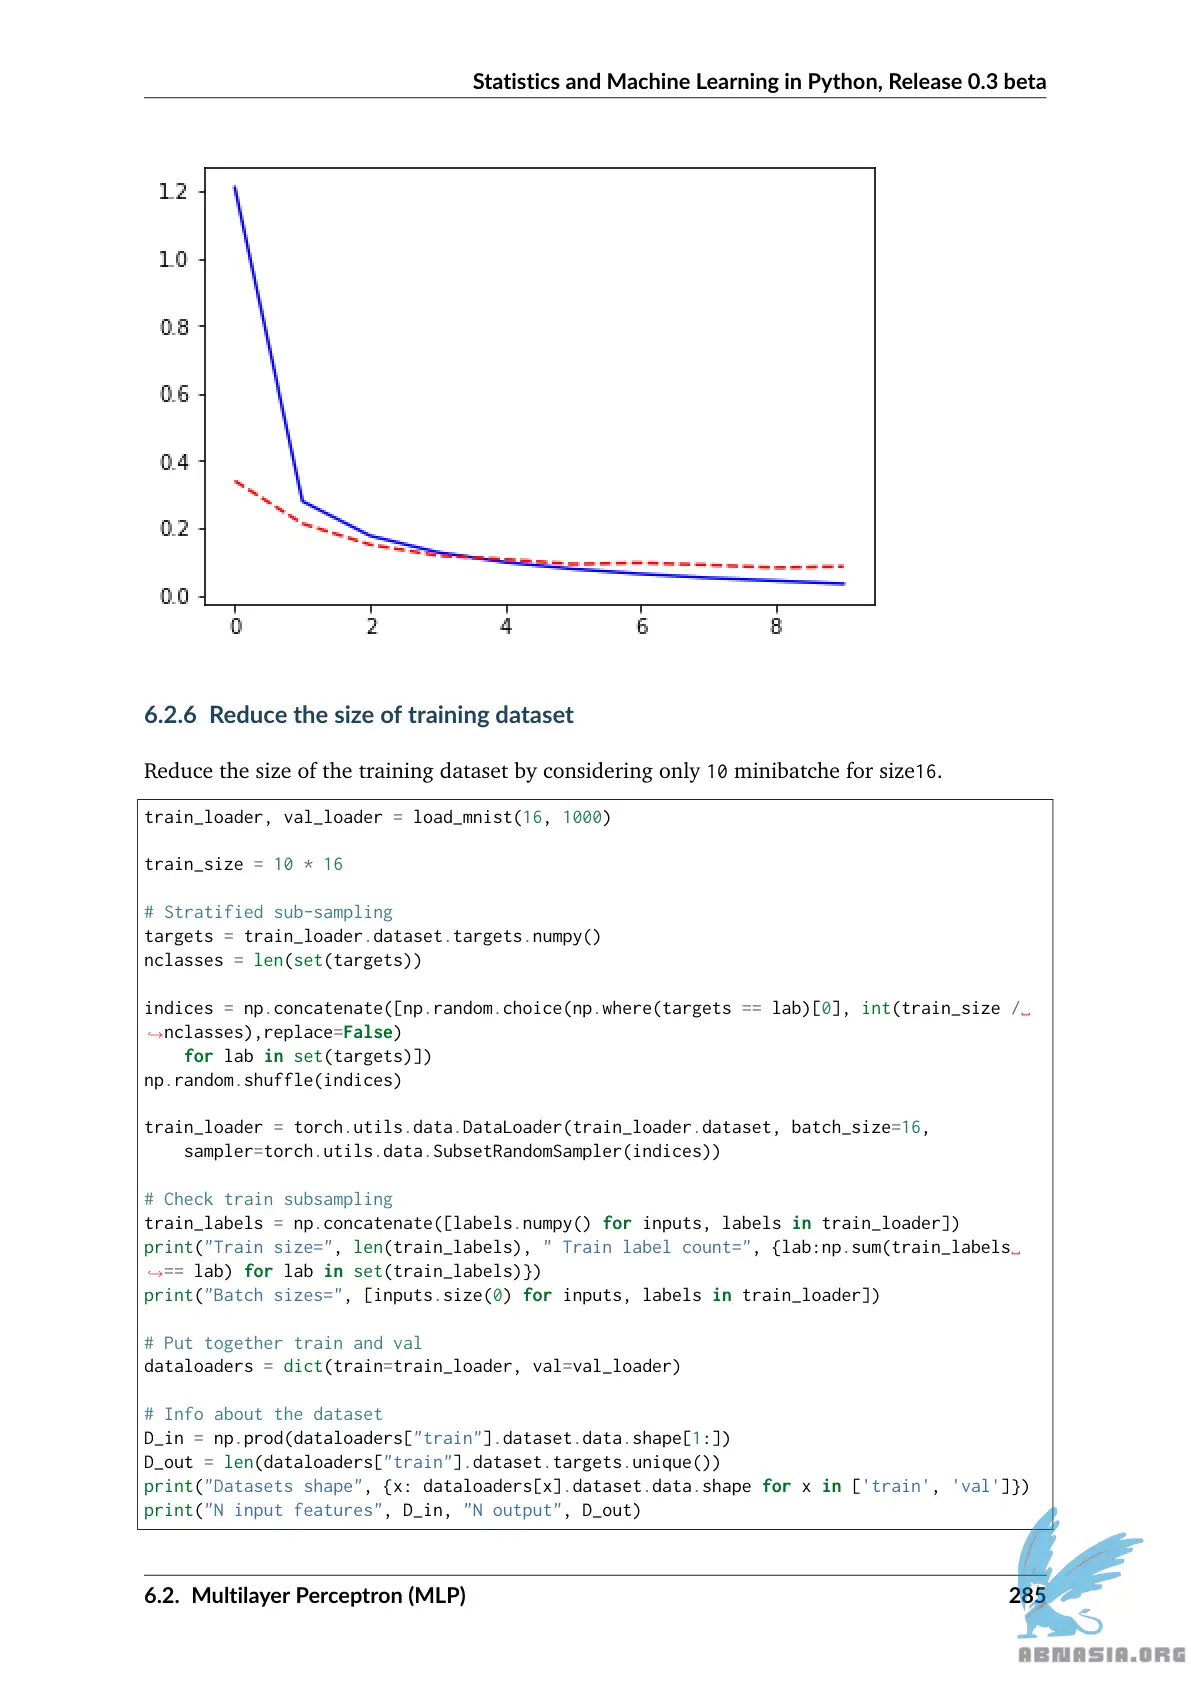 Statistics and Machine Learning in Python, Release 0.3 beta
1.2
1.0
0.8
0.6
0.4
0.2
0.0
0 2 4 6 8
6.2.6 Reduce the size of training dataset
Reduce the size of the training dataset by considering only 10 minibatche for size16.
train_loader, val_loader = load_mnist(16, 1000)
train_size = 10 * 16
# Stratified sub-sampling
targets = train_loader.dataset.targets.numpy()
nclasses = len(set(targets))
indices = np.concatenate([np.random.choice(np.where(targets == lab)[0], int(train_size /␣
↪nclasses),replace=False)
    for lab in set(targets)])
np.random.shuffle(indices)
train_loader = torch.utils.data.DataLoader(train_loader.dataset, batch_size=16,
    sampler=torch.utils.data.SubsetRandomSampler(indices))
# Check train subsampling
train_labels = np.concatenate([labels.numpy() for inputs, labels in train_loader])
print("Train size=", len(train_labels), " Train label count=", {lab:np.sum(train_labels␣
↪== lab) for lab in set(train_labels)})
print("Batch sizes=", [inputs.size(0) for inputs, labels in train_loader])
# Put together train and val
dataloaders = dict(train=train_loader, val=val_loader)
# Info about the dataset
D_in = np.prod(dataloaders["train"].dataset.data.shape[1:])
D_out = len(dataloaders["train"].dataset.targets.unique())
print("Datasets shape", {x: dataloaders[x].dataset.data.shape for x in ['train', 'val']})
print("N input features", D_in, "N output", D_out)
6.2. Multilayer Perceptron (MLP) 285
ABNASIA.ORG